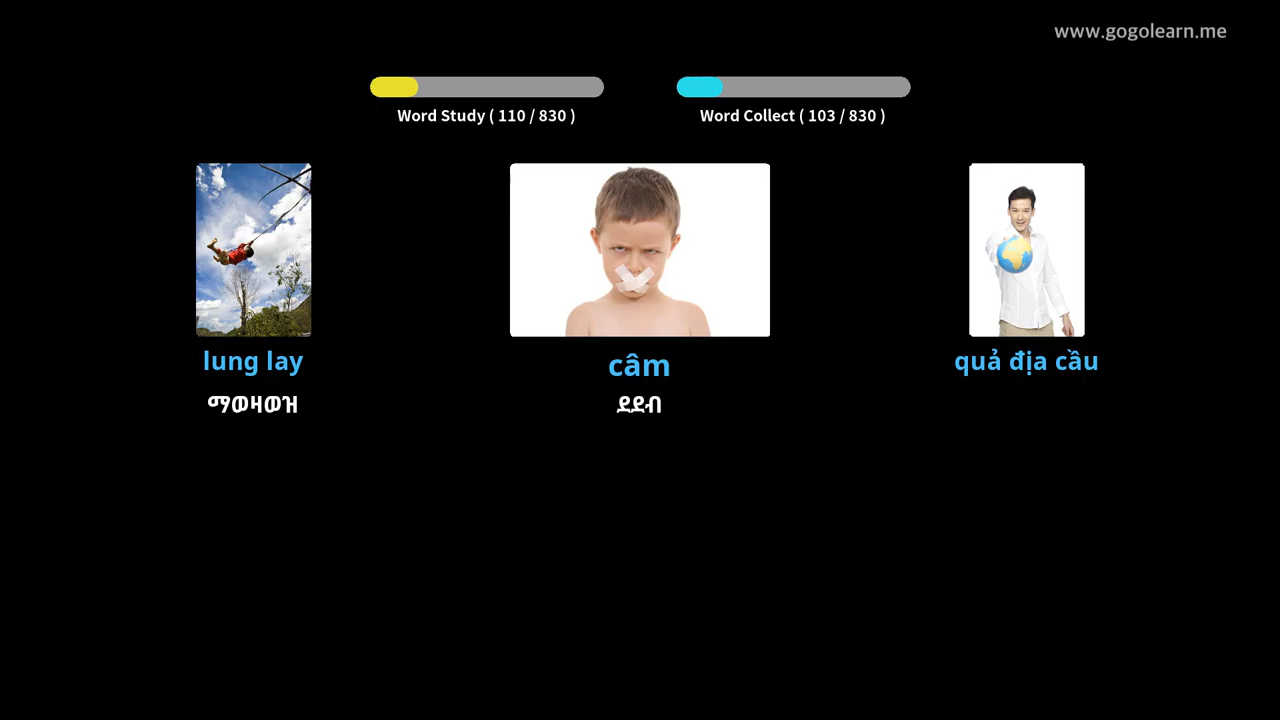 www.gogolearn.me
Word Study ( 110 / 830 )
Word Collect ( 103 / 830 )
lung lay
câm
quả địa cầu
ማወዛወዝ
ደደብ